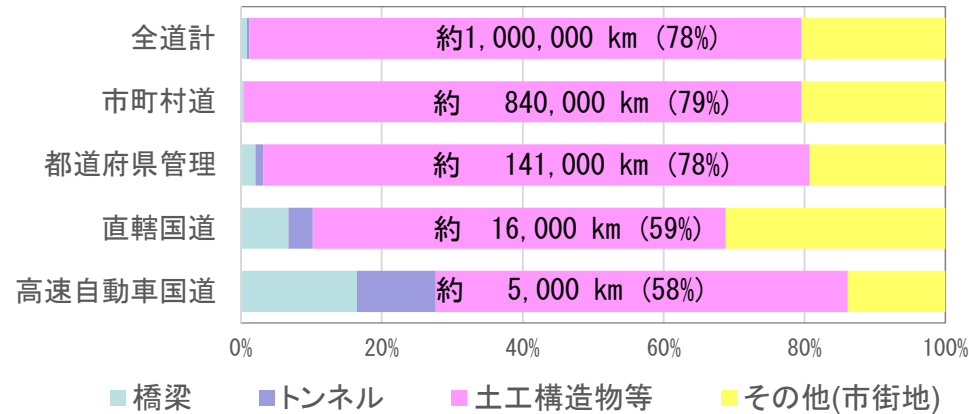 全道計 約1,000,000 km (78%)
市町村道 約 840,000 km (79%)
都道府県管理 約 141,000 km (78%)
直轄国道 約 16,000 km (59%)
高速自動車国道 約 5,000 km (58%)
0% 20% 40% 60% 80% 100%
橋梁 トンネル 土工構造物等 その他(市街地)